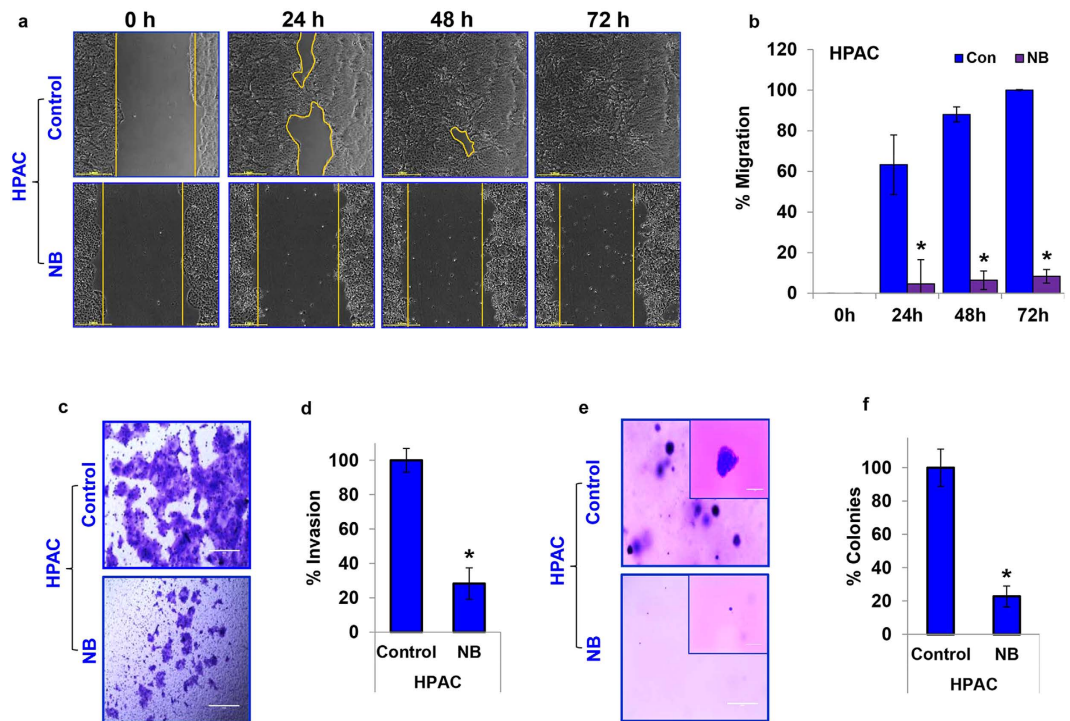 a
0 h 24 h 48 h 72 h
HPAC
Control
NB
b
HPAC
Con NB
% Migration
120
100
80
60
40
20
0
* * *
0h 24h 48h 72h
c
HPAC
Control
NB
d
% Invasion
100
80
60
40
20
0
*
Control NB
HPAC
e
HPAC
Control
NB
f
% Colonies
100
80
60
40
20
0
*
Control NB
HPAC